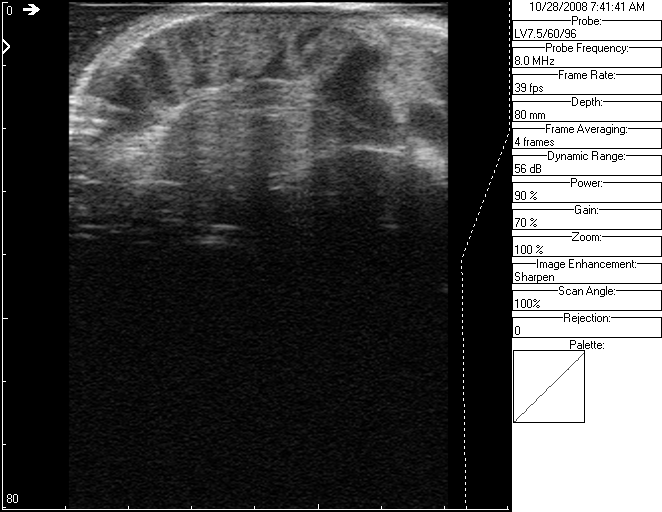 0
80
10/28/2008 7:41:41 AM
Probe:
LV7.5/60/96
Probe Frequency:
8.0 MHz
Frame Rate:
39 fps
Depth:
80 mm
Frame Averaging:
4 frames
Dynamic Range:
56 dB
Power:
90 %
Gain:
70 %
Zoom:
100 %
Image Enhancement:
Sharpen
Scan Angle:
100%
Rejection:
0
Palette: